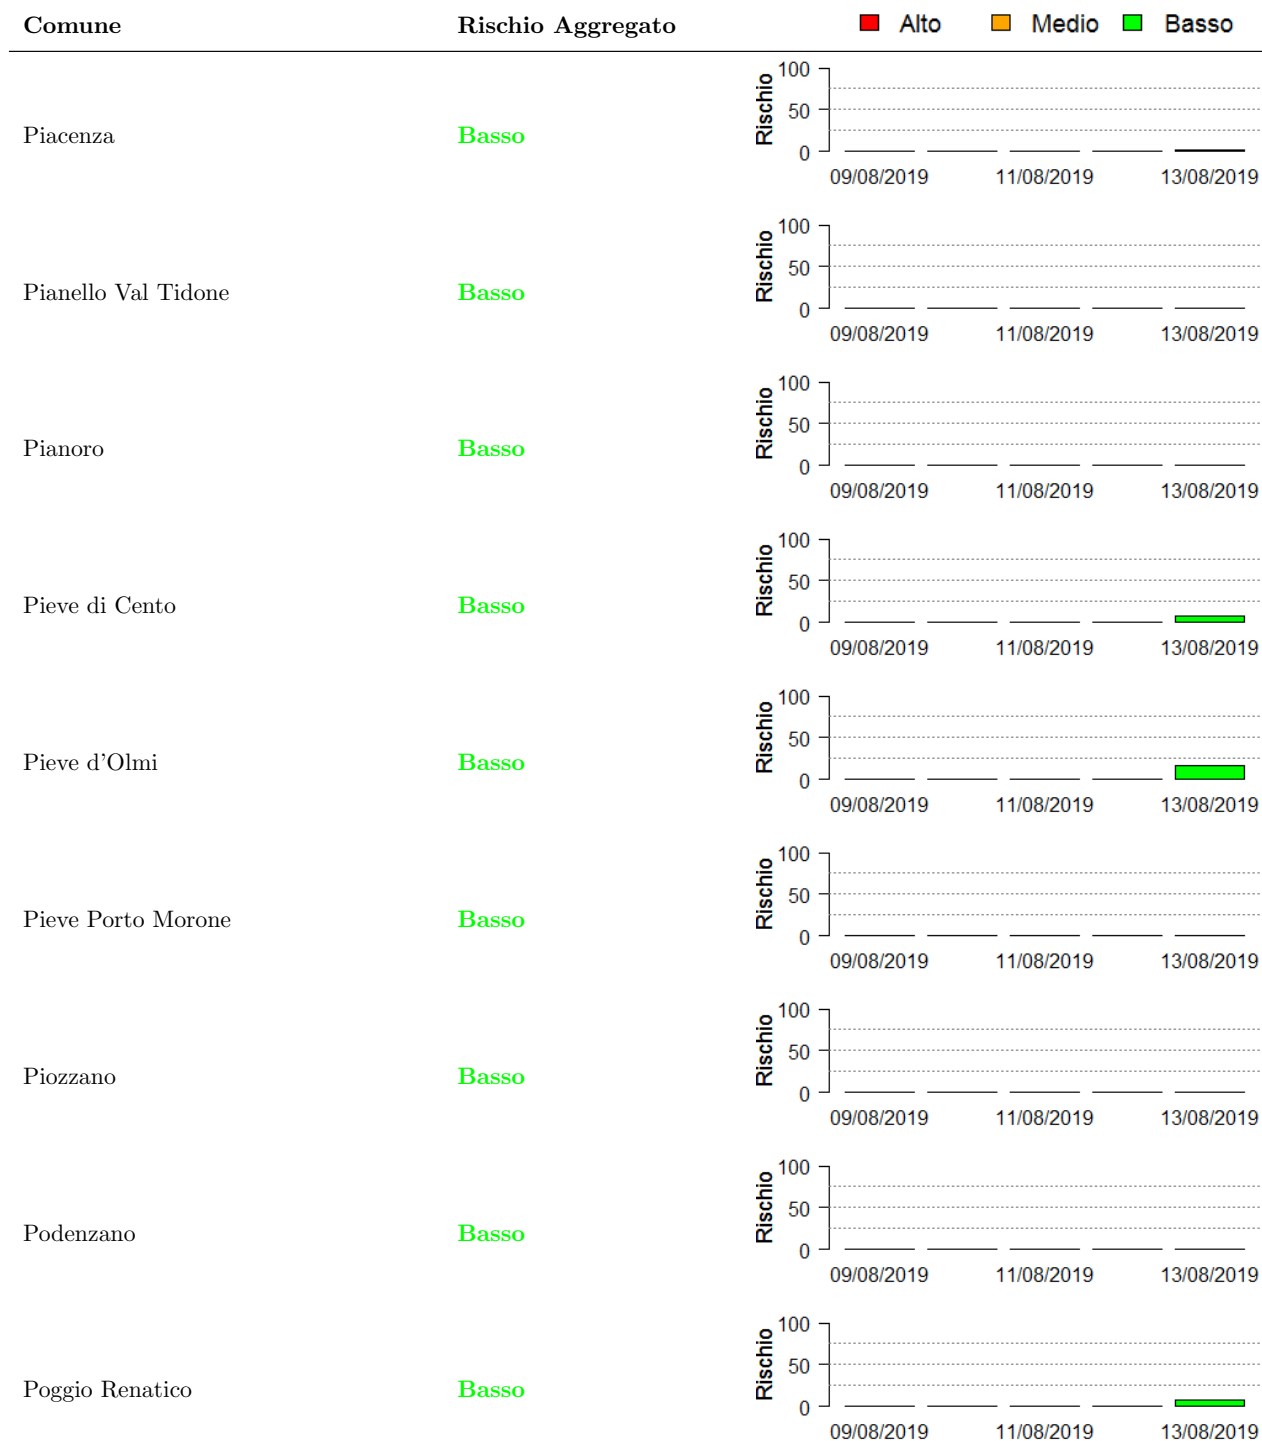 Comune Rischio Aggregato Alto Medio Basso
100
50
0
Rischio
Piacenza Basso
09/08/2019 11/08/2019 13/08/2019
100
50
0
Rischio
Pianello Val Tidone Basso
09/08/2019 11/08/2019 13/08/2019
100
50
0
Rischio
Pianoro Basso
09/08/2019 11/08/2019 13/08/2019
100
50
0
Rischio
Pieve di Cento Basso
09/08/2019 11/08/2019 13/08/2019
100
50
0
Rischio
Pieve d'Olmi Basso
09/08/2019 11/08/2019 13/08/2019
100
50
0
Rischio
Pieve Porto Morone Basso
09/08/2019 11/08/2019 13/08/2019
100
50
0
Rischio
Piozzano Basso
09/08/2019 11/08/2019 13/08/2019
100
50
0
Rischio
Podenzano Basso
09/08/2019 11/08/2019 13/08/2019
100
50
0
Rischio
Poggio Renatico Basso
09/08/2019 11/08/2019 13/08/2019